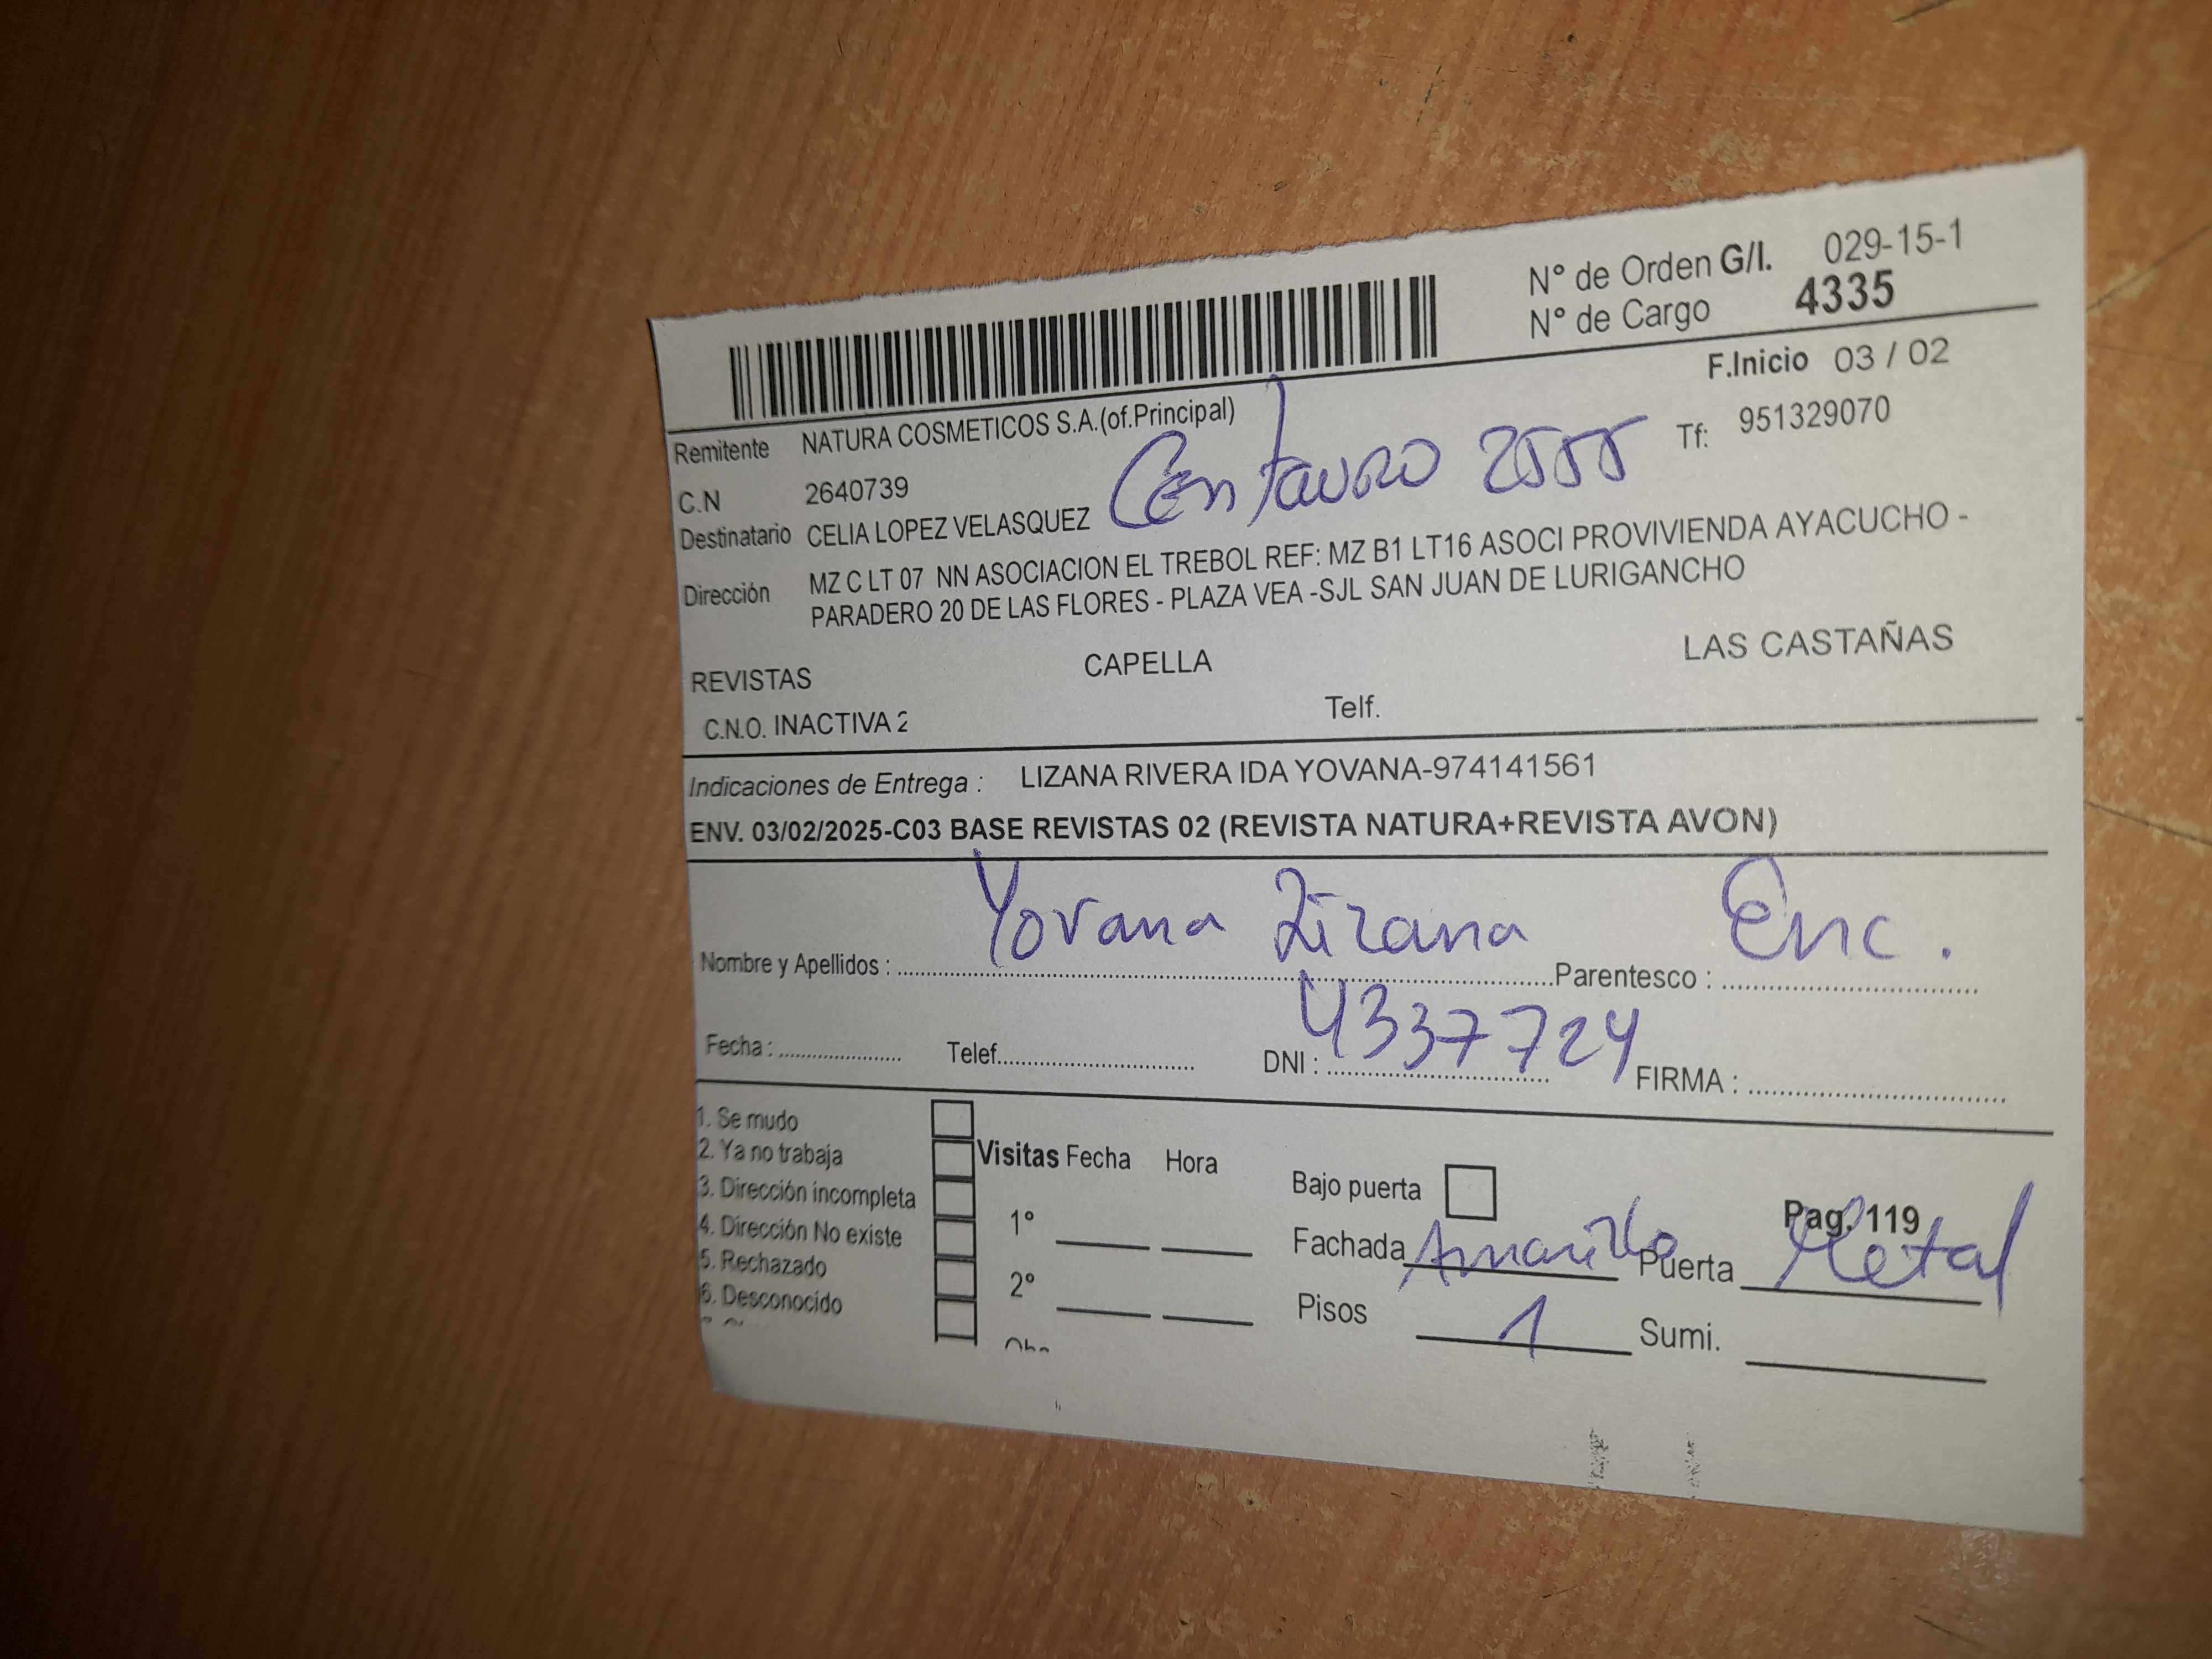 N° de Orden G/I. 029-15-1
N° de Cargo 4335
F.Inicio 03 / 02
Remitente NATURA COSMETICOS S.A.(of.Principal)
Tf: 951329070
C.N 2640739
Centauro 2555
Destinatario CELIA LOPEZ VELASQUEZ
Dirección MZ C LT 07 NN ASOCIACION EL TREBOL REF: MZ B1 LT16 ASOCI PROVIVIENDA AYACUCHO -
PARADERO 20 DE LAS FLORES - PLAZA VEA -SJL SAN JUAN DE LURIGANCHO
REVISTAS CAPELLA LAS CASTAÑAS
C.N.O. INACTIVA 2 Telf.
Indicaciones de Entrega : LIZANA RIVERA IDA YOVANA-974141561
ENV. 03/02/2025-C03 BASE REVISTAS 02 (REVISTA NATURA+REVISTA AVON)
Nombre y Apellidos : Yovana Lizana Parentesco : Enc.
Fecha : Telef. DNI : 43377724 FIRMA :
1. Se mudo
2. Ya no trabaja
3. Dirección incompleta
4. Dirección No existe
5. Rechazado
6. Desconocido
Visitas Fecha Hora
1°
2°
Bajo puerta
Pag. 119
Fachada Amarillo Puerta Metal
Pisos 1 Sumi.